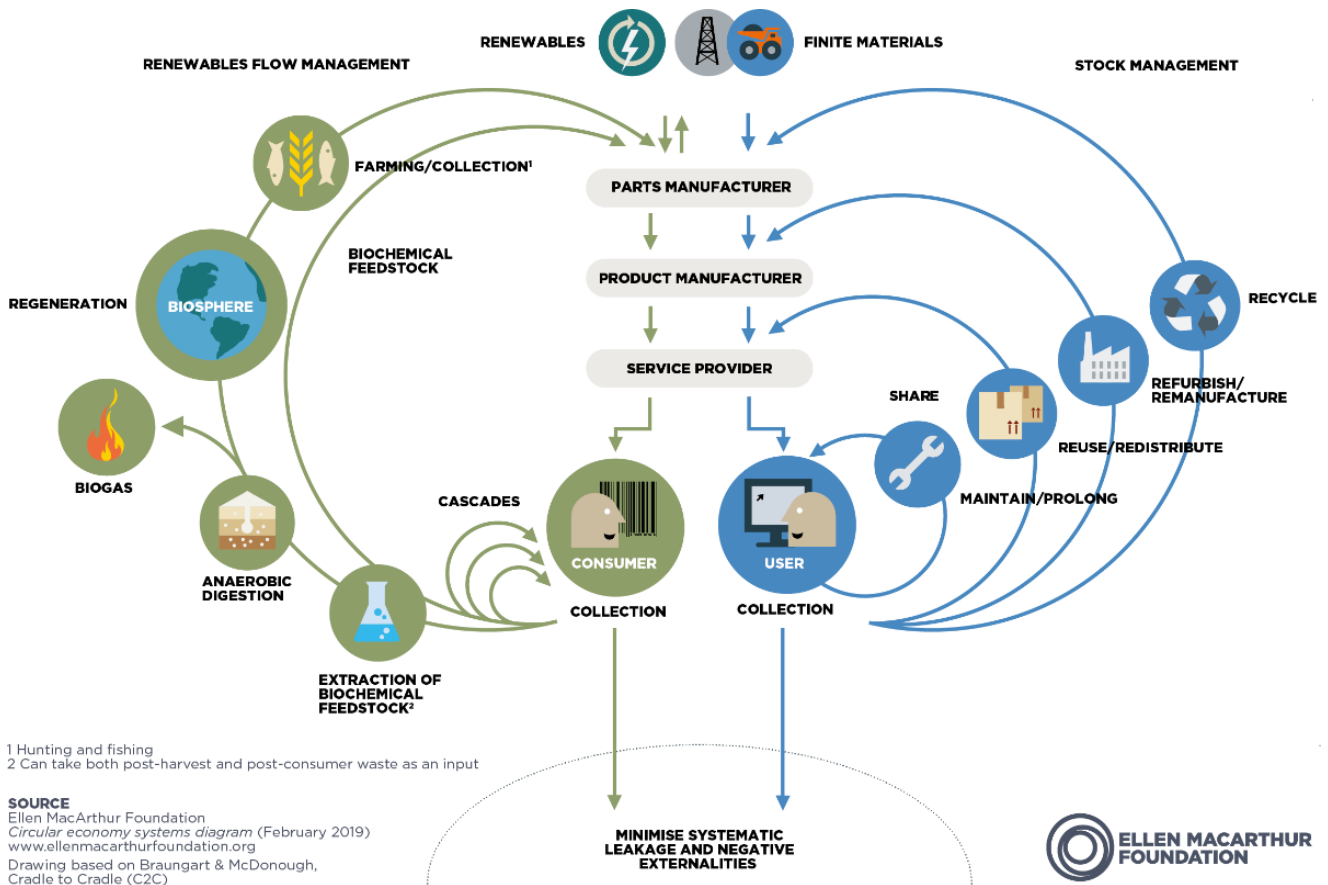 RENEWABLES
FINITE MATERIALS
RENEWABLES FLOW MANAGEMENT
STOCK MANAGEMENT
FARMING/COLLECTION¹
PARTS MANUFACTURER
BIOCHEMICAL
FEEDSTOCK
PRODUCT MANUFACTURER
REGENERATION
BIOSPHERE
RECYCLE
SERVICE PROVIDER
REFURBISH/
REMANUFACTURE
SHARE
REUSE/REDISTRIBUTE
BIOGAS
CASCADES
MAINTAIN/PROLONG
CONSUMER
USER
ANAEROBIC
DIGESTION
COLLECTION
COLLECTION
EXTRACTION OF
BIOCHEMICAL
FEEDSTOCK²
1 Hunting and fishing
2 Can take both post-harvest and post-consumer waste as an input
SOURCE
Ellen MacArthur Foundation
Circular economy systems diagram (February 2019)
www.ellenmacarthurfoundation.org
Drawing based on Braungart & McDonough,
Cradle to Cradle (C2C)
MINIMISE SYSTEMATIC
LEAKAGE AND NEGATIVE
EXTERNALITIES
ELLEN MACARTHUR
FOUNDATION